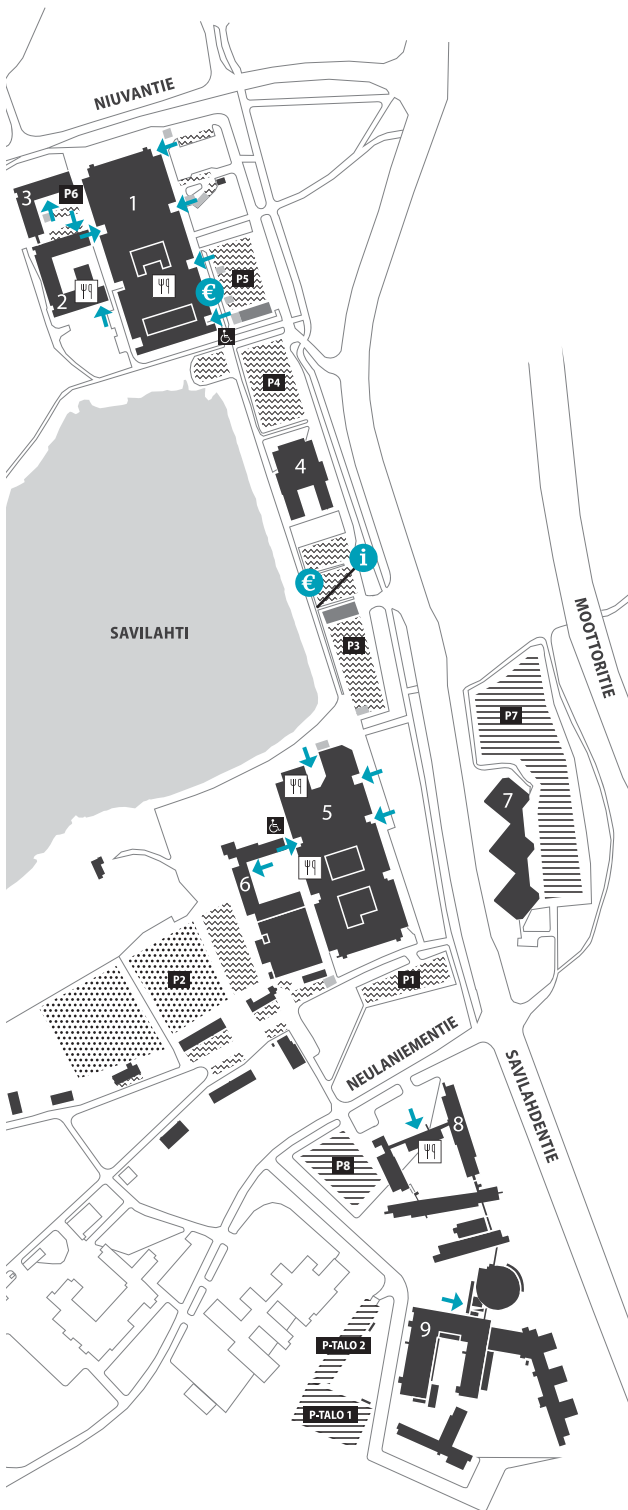 NIUVANTIE
3
P6
1
2
€
P5
P4
4
i
€
SAVILAHTI
P3
MOOTTORITIE
P7
7
5
6
P2
P1
NEULANIEMENTIE
SAVILAHDENTIE
8
P8
9
P-TALO 2
P-TALO 1